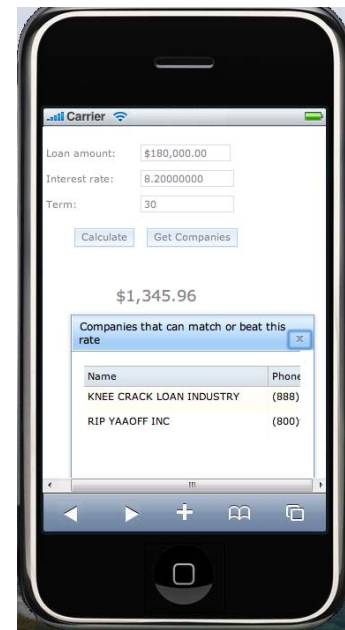 Carrier
Loan amount: $180,000.00
Interest rate: 8.20000000
Term: 30
Calculate Get Companies
$1,345.96
Companies that can match or beat this
rate x
Name Phone
KNEE CRACK LOAN INDUSTRY (888)
RIP YAAOFF INC (800)